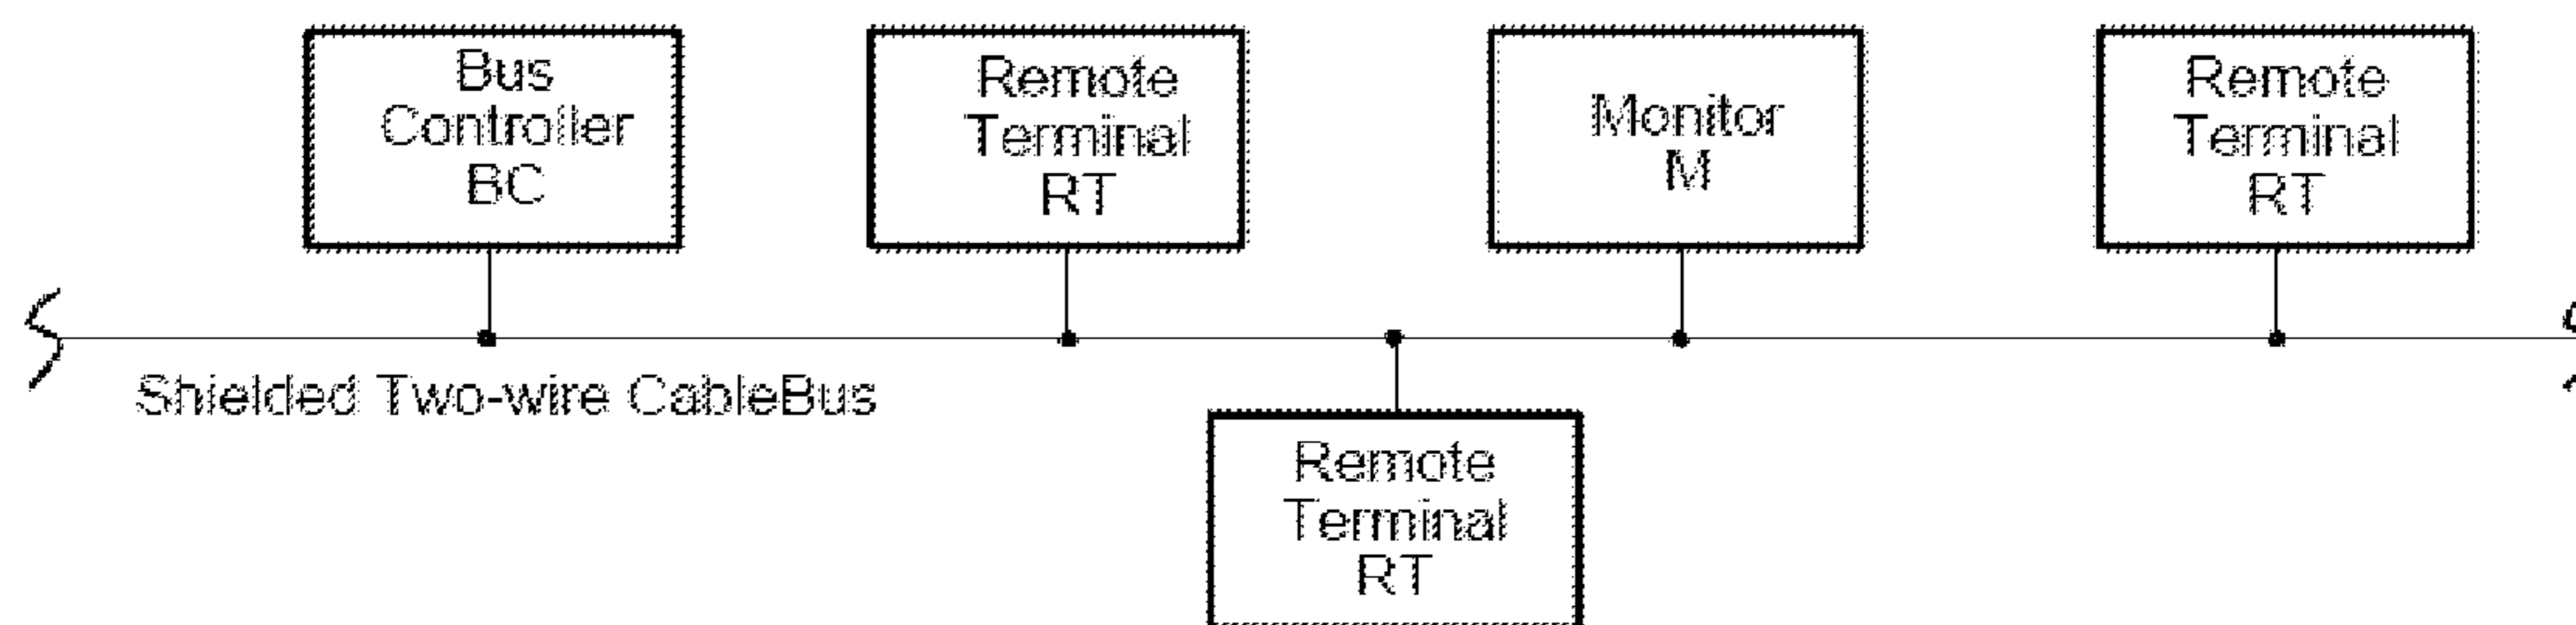 Bus
Controller
BC
Remote
Terminal
RT
Monitor
M
Remote
Terminal
RT
Shielded Two-wire CableBus
Remote
Terminal
RT